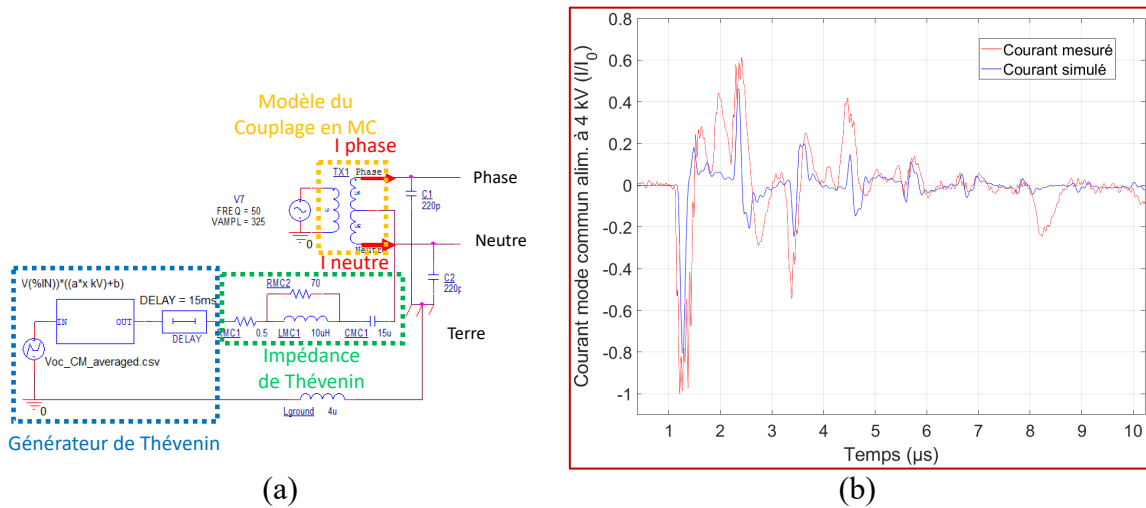 Modèle du
Couplage en MC
I phase
TX1 Phase
Phase
C1
220p
V7
FREQ = 50
VAMPL = 325
0
Neutre
Neutre
I neutre
C2
220p
V(%IN))*((a*x kV)+b)
DELAY = 15ms
RMC2 70
IN OUT
DELAY
RMC1 0.5 LMC1 10uH CMC1 15u
Terre
Voc_CM_averaged.csv
Impédance
de Thévenin
0
Lground 4u
Générateur de Thévenin
(a)
Courant mode commun alim. à 4 kV (I/I0)
0.8
0.6
0.4
0.2
0
-0.2
-0.4
-0.6
-0.8
-1
Courant mesuré
Courant simulé
1 2 3 4 5 6 7 8 9 10
Temps (µs)
(b)